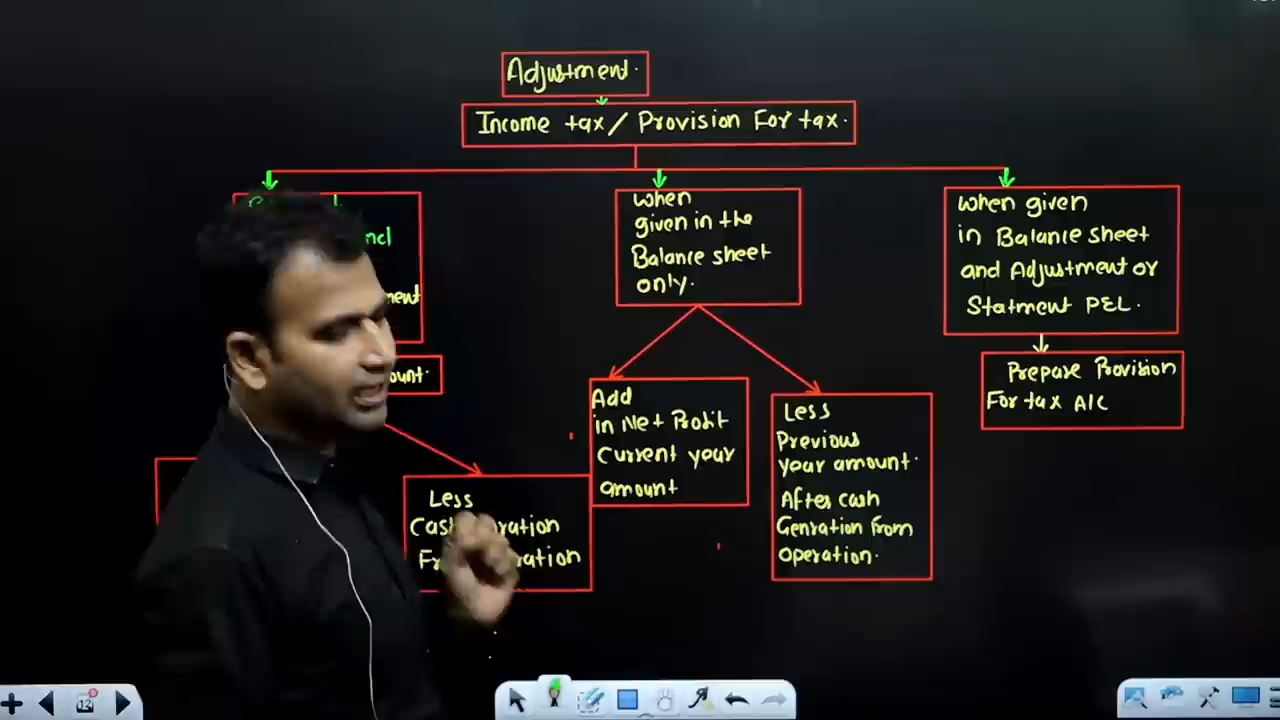 Adjustment.
Income tax / Provision For tax.
When
given in the
Balance sheet
only.
When given
in Balance sheet
and Adjustment or
Statment P&L.
Prepare Provision
For tax A/C
Add
in Net Profit
Current year
amount
Less
Previous
year amount.
After cash
Genration From
Operation.
Less
12